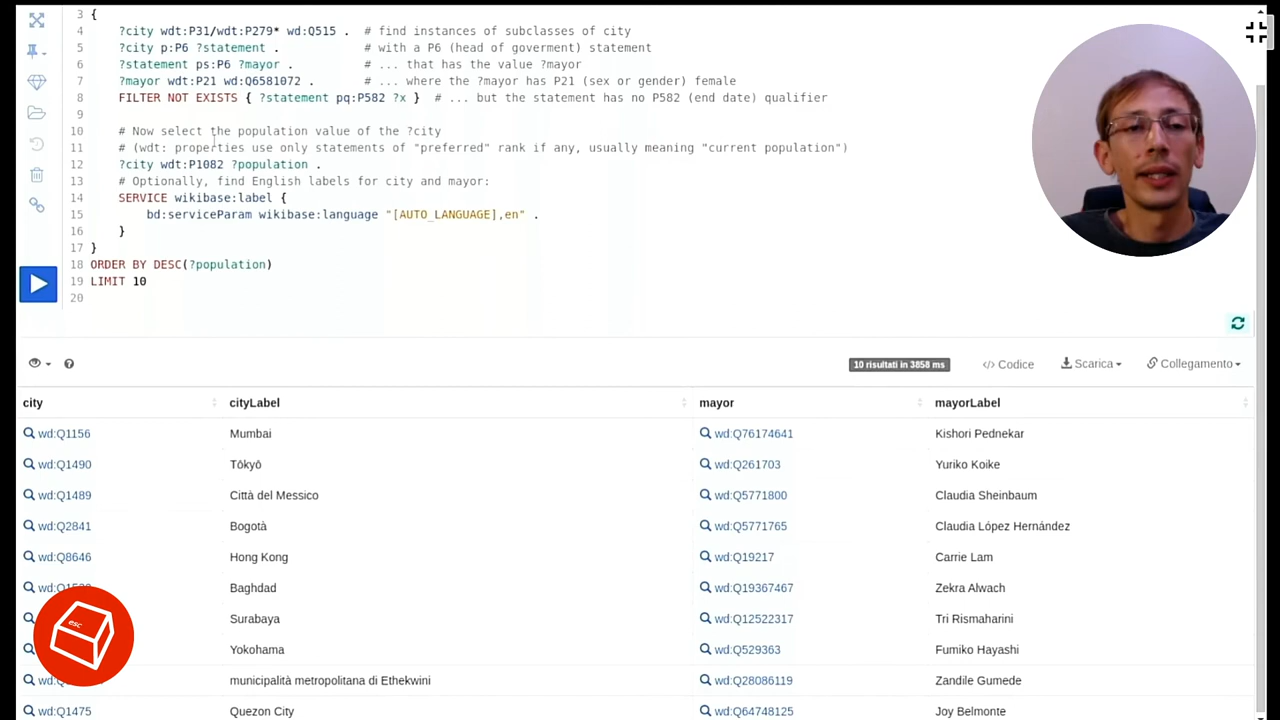 3 {
4 ?city wdt:P31/wdt:P279* wd:Q515 . # find instances of subclasses of city
5 ?city p:P6 ?statement . # with a P6 (head of goverment) statement
6 ?statement ps:P6 ?mayor . # ... that has the value ?mayor
7 ?mayor wdt:P21 wd:Q6581072 . # ... where the ?mayor has P21 (sex or gender) female
8 FILTER NOT EXISTS { ?statement pq:P582 ?x } # ... but the statement has no P582 (end date) qualifier
9
10 # Now select the population value of the ?city
11 # (wdt: properties use only statements of "preferred" rank if any, usually meaning "current population")
12 ?city wdt:P1082 ?population .
13 # Optionally, find English labels for city and mayor:
14 SERVICE wikibase:label {
15 bd:serviceParam wikibase:language "[AUTO_LANGUAGE],en" .
16 }
17 }
18 ORDER BY DESC(?population)
19 LIMIT 10
20
10 risultati in 3858 ms </> Codice Scarica Collegamento
city cityLabel mayor mayorLabel
wd:Q1156 Mumbai wd:Q76174641 Kishori Pednekar
wd:Q1490 Tōkyō wd:Q261703 Yuriko Koike
wd:Q1489 Città del Messico wd:Q5771800 Claudia Sheinbaum
wd:Q2841 Bogotà wd:Q5771765 Claudia López Hernández
wd:Q8646 Hong Kong wd:Q19217 Carrie Lam
Baghdad wd:Q19367467 Zekra Alwach
Surabaya wd:Q12522317 Tri Rismaharini
Yokohama wd:Q529363 Fumiko Hayashi
municipalità metropolitana di Ethekwini wd:Q28086119 Zandile Gumede
wd:Q1475 Quezon City wd:Q64748125 Joy Belmonte
esc